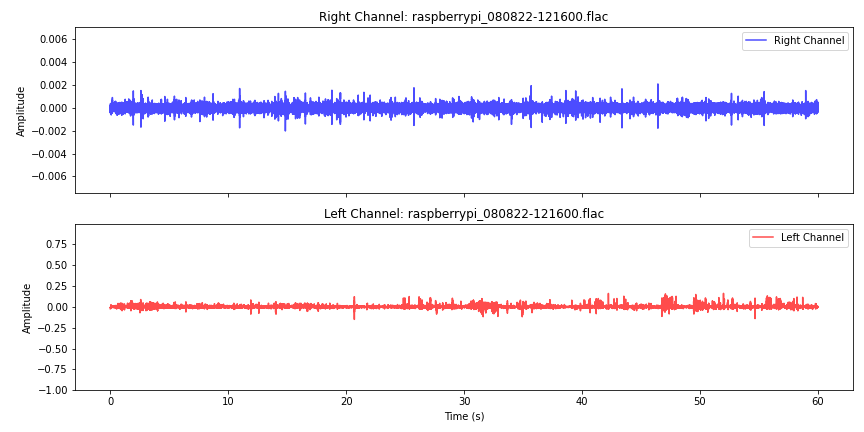 Right Channel: raspberrypi_080822-121600.flac
Right Channel
0.006
0.004
0.002
0.000
−0.002
−0.004
−0.006
Amplitude
Left Channel: raspberrypi_080822-121600.flac
Left Channel
0.75
0.50
0.25
0.00
−0.25
−0.50
−0.75
−1.00
Amplitude
0 10 20 30 40 50 60
Time (s)